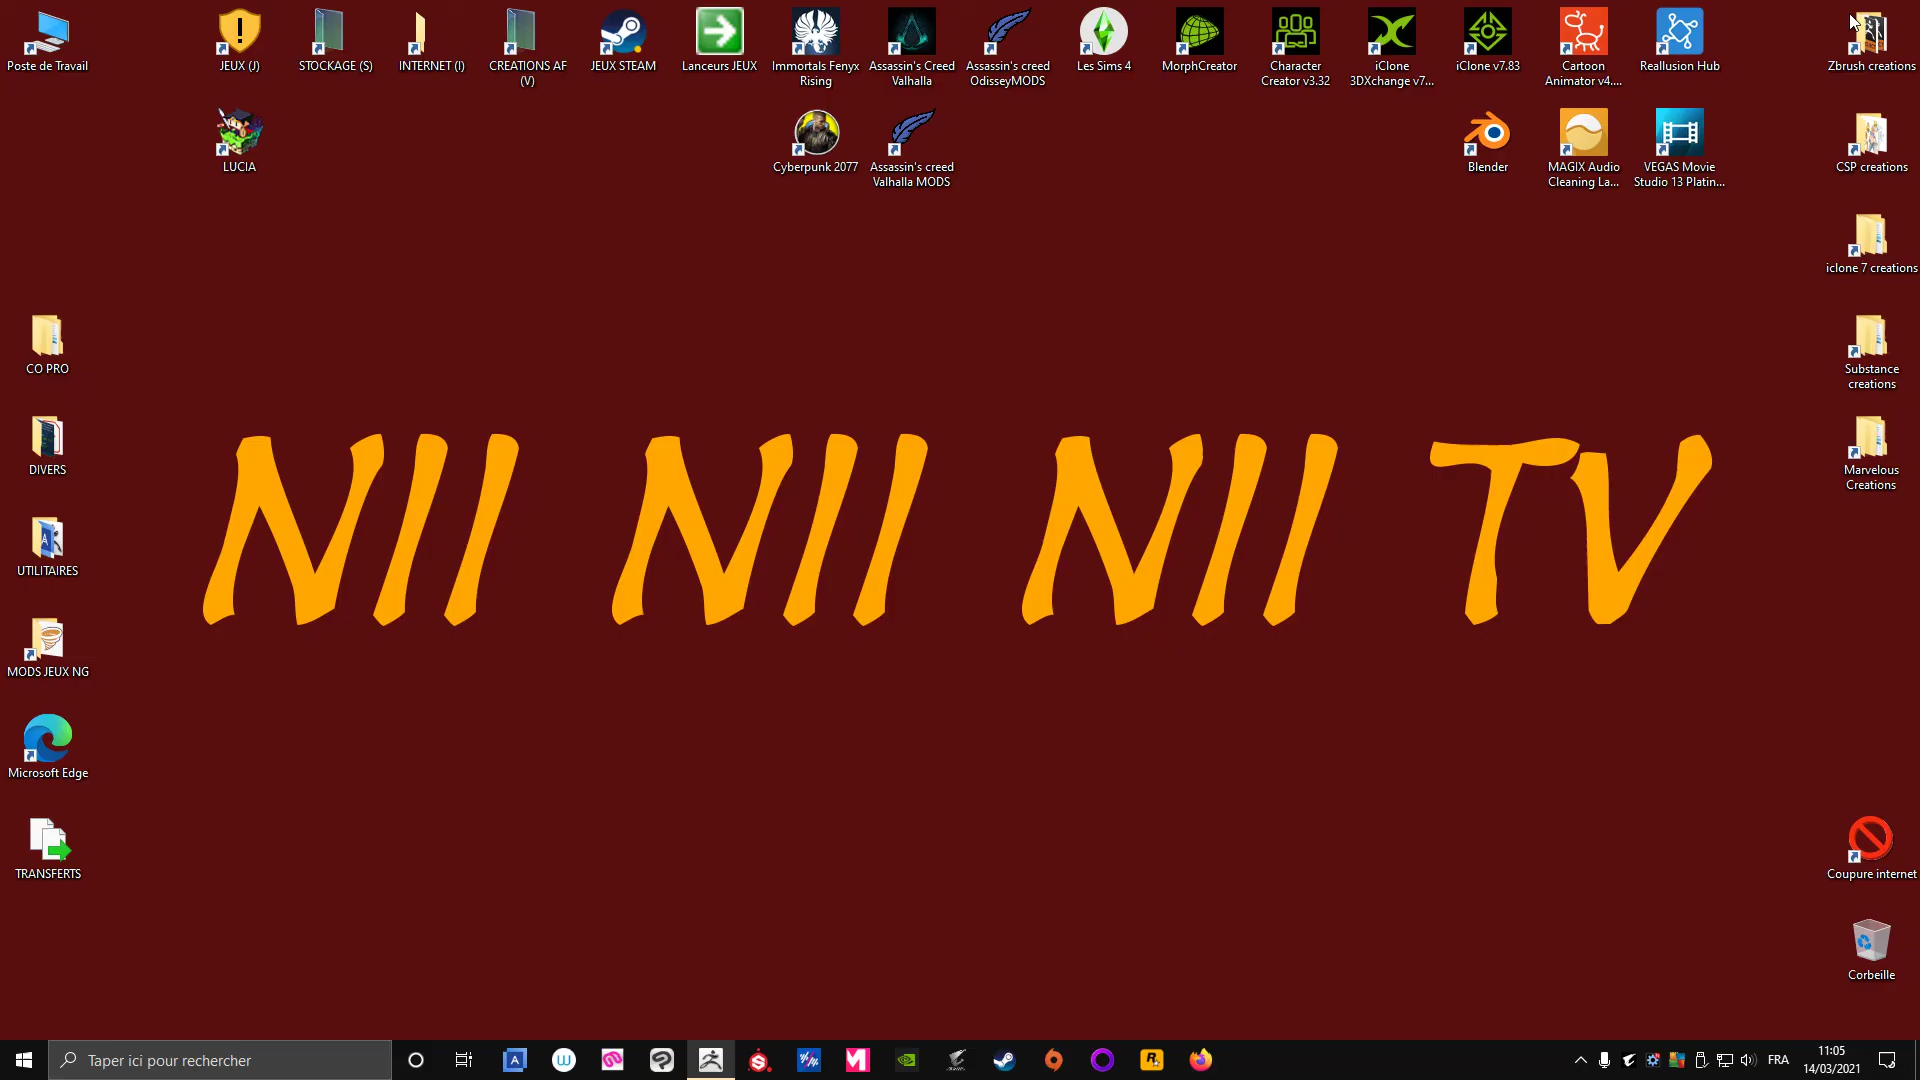 Poste de Travail
JEUX (J)
STOCKAGE (S)
INTERNET (I)
CREATIONS AF
(V)
JEUX STEAM
Lanceurs JEUX
Immortals Fenyx
Rising
Assassin's Creed
Valhalla
Assassin's creed
OdisseyMODS
Les Sims 4
MorphCreator
Character
Creator v3.32
iClone
3DXchange v7...
iClone v7.83
Cartoon
Animator v4....
Reallusion Hub
Zbrush creations
LUCIA
Cyberpunk 2077
Assassin's creed
Valhalla MODS
Blender
MAGIX Audio
Cleaning La...
VEGAS Movie
Studio 13 Platin...
CSP creations
iclone 7 creations
CO PRO
Substance
creations
DIVERS
Marvelous
Creations
NII NII NII TV
UTILITAIRES
MODS JEUX NG
Microsoft Edge
TRANSFERTS
Coupure internet
Corbeille
Taper ici pour rechercher
FRA
11:05
14/03/2021